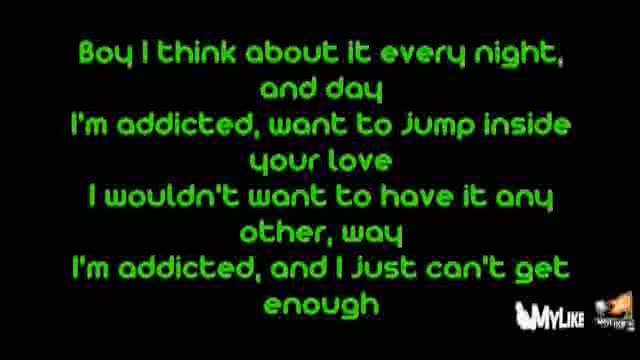 Boy I think about it every night,
and day
I'm addicted, want to jump inside
your love
I wouldn't want to have it any
other, way
I'm addicted, and I just can't get
enough
MYLIKE